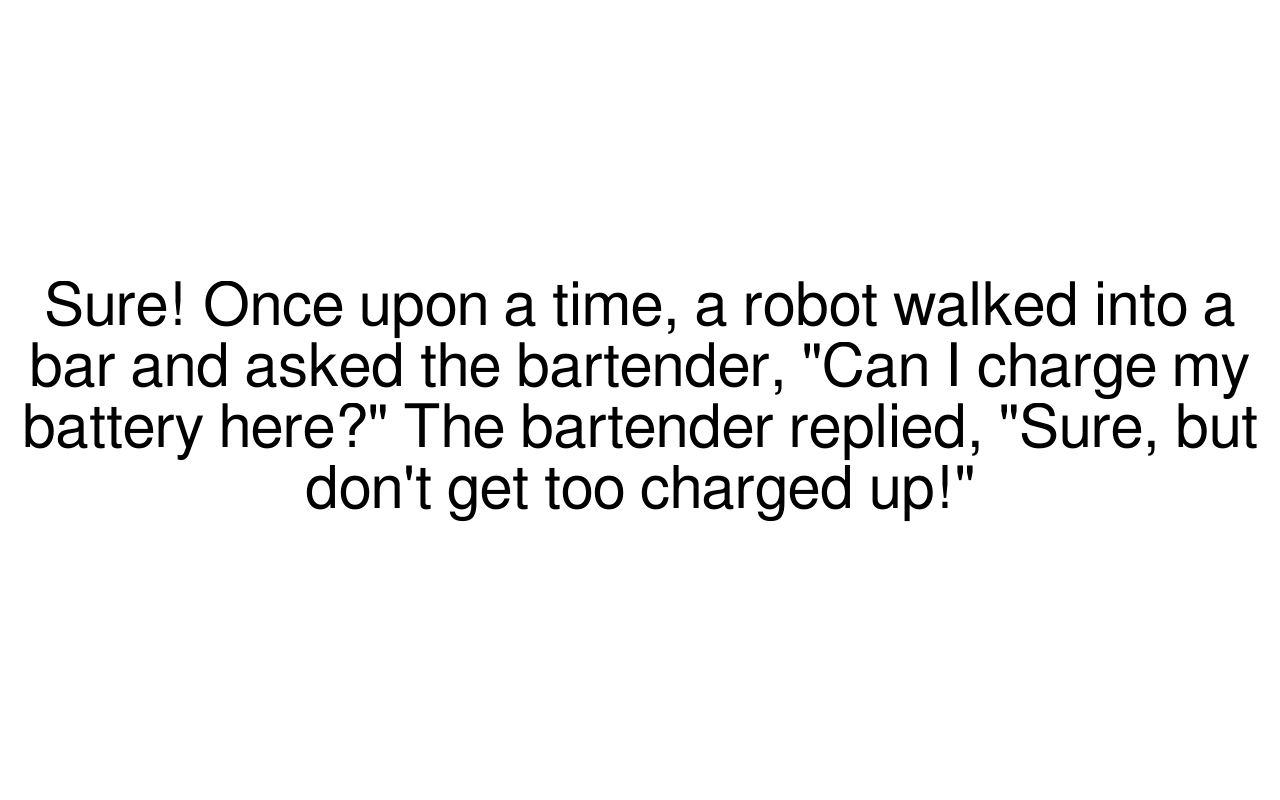 Sure! Once upon a time, a robot walked into a
bar and asked the bartender, "Can I charge my
battery here?" The bartender replied, "Sure, but
don't get too charged up!"